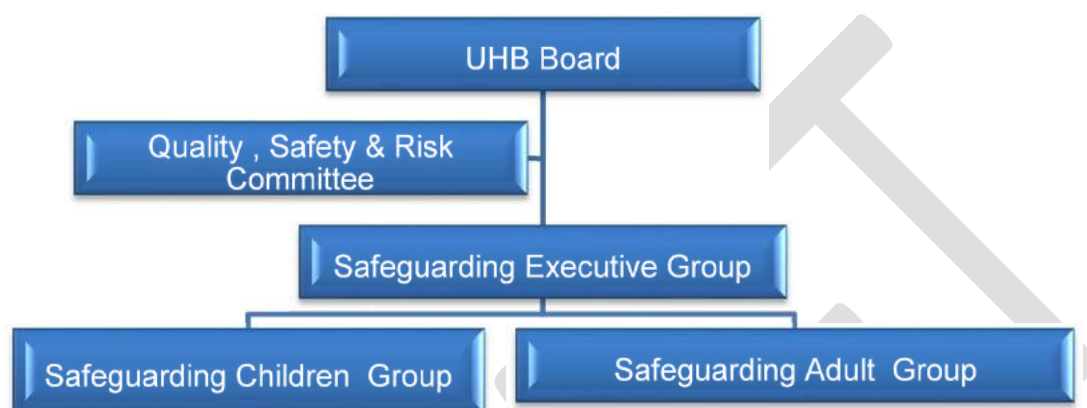 UHB Board
Quality , Safety & Risk
Committee
Safeguarding Executive Group
Safeguarding Children Group
Safeguarding Adult Group